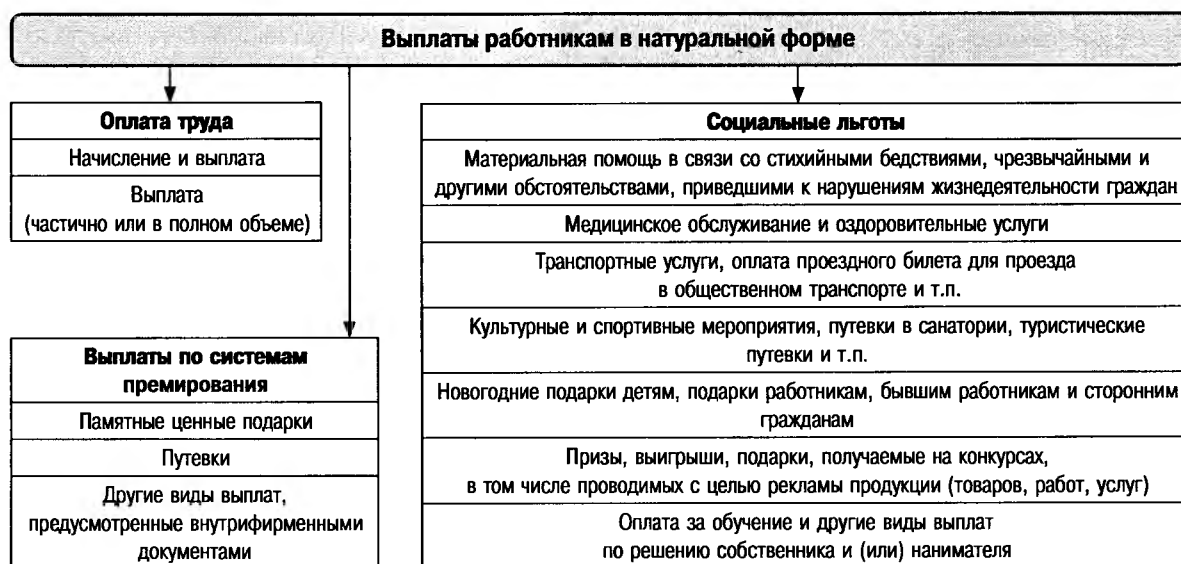 Выплаты работникам в натуральной форме
Оплата труда
Начисление и выплата
Выплата
(частично или в полном объеме)
Выплаты по системам
премирования
Памятные ценные подарки
Путевки
Другие виды выплат,
предусмотренные внутрифирменными
документами
Социальные льготы
Материальная помощь в связи со стихийными бедствиями, чрезвычайными и
другими обстоятельствами, приведшими к нарушениям жизнедеятельности граждан
Медицинское обслуживание и оздоровительные услуги
Транспортные услуги, оплата проездного билета для проезда
в общественном транспорте и т.п.
Культурные и спортивные мероприятия, путевки в санатории, туристические
путевки и т.п.
Новогодние подарки детям, подарки работникам, бывшим работникам и сторонним
гражданам
Призы, выигрыши, подарки, получаемые на конкурсах,
в том числе проводимых с целью рекламы продукции (товаров, работ, услуг)
Оплата за обучение и другие виды выплат
по решению собственника и (или) нанимателя